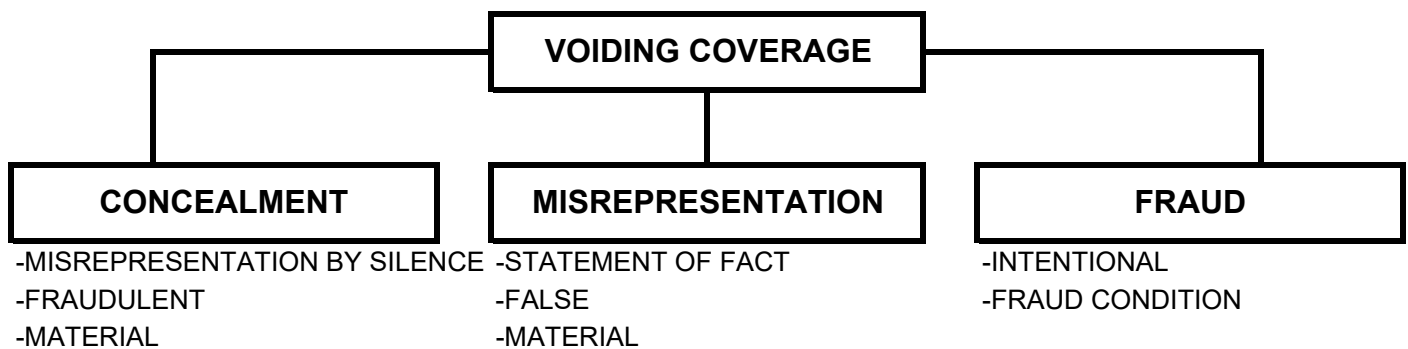 VOIDING COVERAGE
CONCEALMENT
-MISREPRESENTATION BY SILENCE
-FRAUDULENT
-MATERIAL
MISREPRESENTATION
-STATEMENT OF FACT
-FALSE
-MATERIAL
FRAUD
-INTENTIONAL
-FRAUD CONDITION